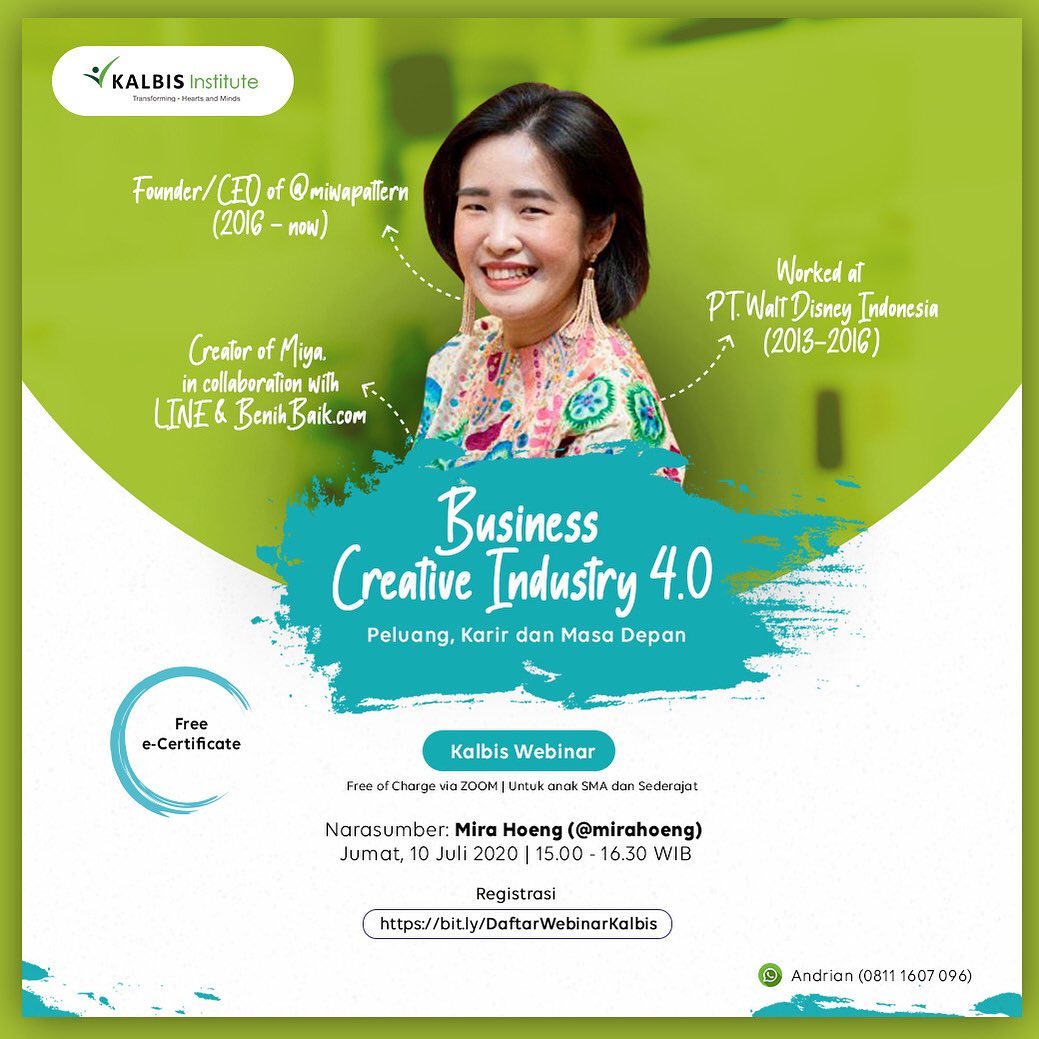 KALBIS Institute
Transforming - Hearts and Minds
Founder/CEO of @miwapattern
(2016 - now)
Worked at
PT. Walt Disney Indonesia
(2013-2016)
Creator of Miya,
in collaboration with
LINE & BenihBaik.com
Business
Creative Industry 4.0
Peluang, Karir dan Masa Depan
Free
e-Certificate
Kalbis Webinar
Free of Charge via ZOOM | Untuk anak SMA dan Sederajat
Narasumber: Mira Hoeng (@mirahoeng)
Jumat, 10 Juli 2020 | 15.00 - 16.30 WIB
Registrasi
https://bit.ly/DaftarWebinarKalbis
Andrian (0811 1607 096)